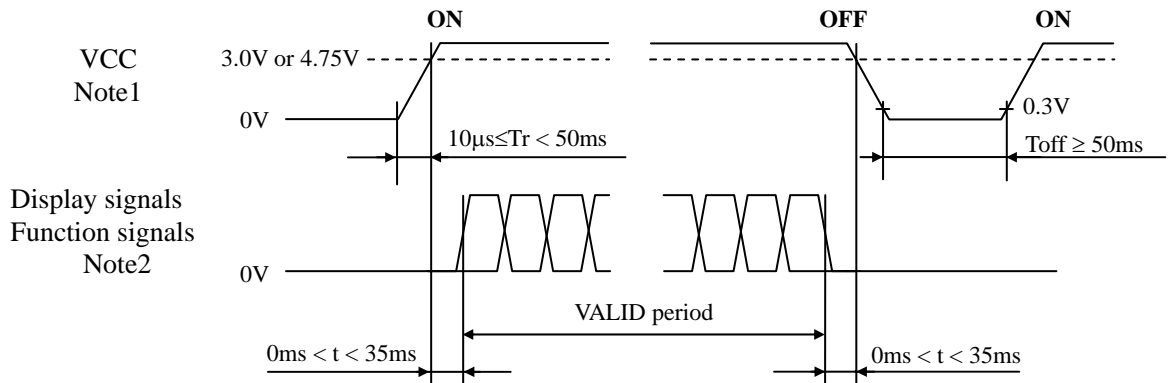 ON OFF ON
VCC
Note1
3.0V or 4.75V
0V
0.3V
10μs≤Tr < 50ms
Toff ≥ 50ms
Display signals
Function signals
Note2
0V
VALID period
0ms < t < 35ms
0ms < t < 35ms